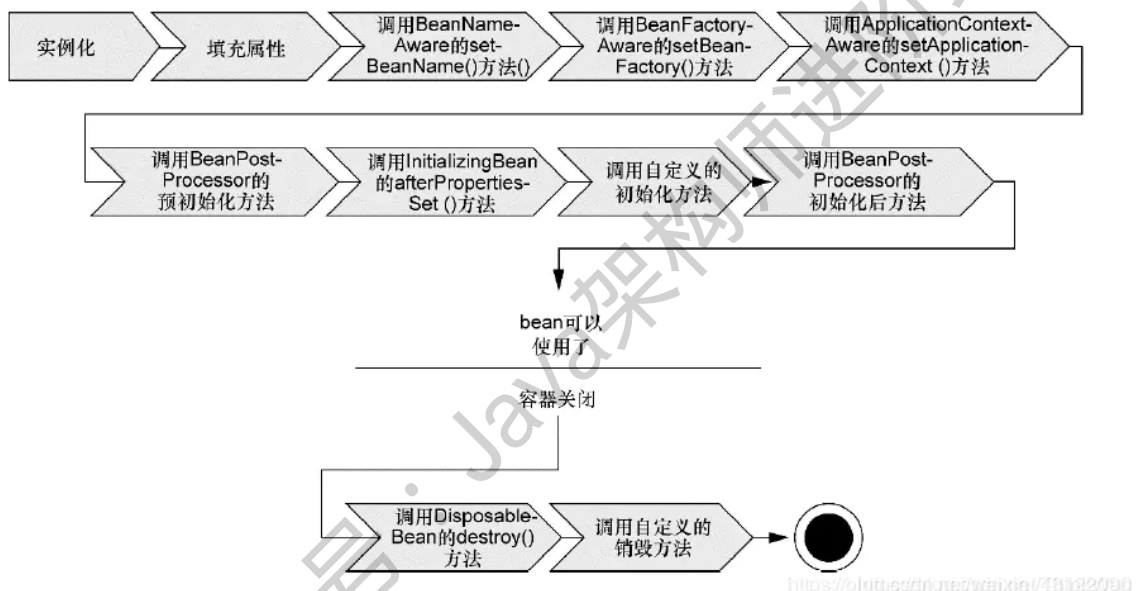 实例化
填充属性
调用BeanName-
Aware的set-
BeanName()方法()
调用BeanFactory-
Aware的setBean-
Factory()方法
调用ApplicationContext-
Aware的setApplication-
Context ()方法
调用BeanPost-
Processor的
预初始化方法
调用InitializingBean
的afterProperties-
Set ()方法
调用自定义的
初始化方法
调用BeanPost-
Processor的
初始化后方法
bean可以
使用了
容器关闭
调用Disposable-
Bean的destroy()
方法
调用自定义的
销毁方法
号：Java架构师进阶